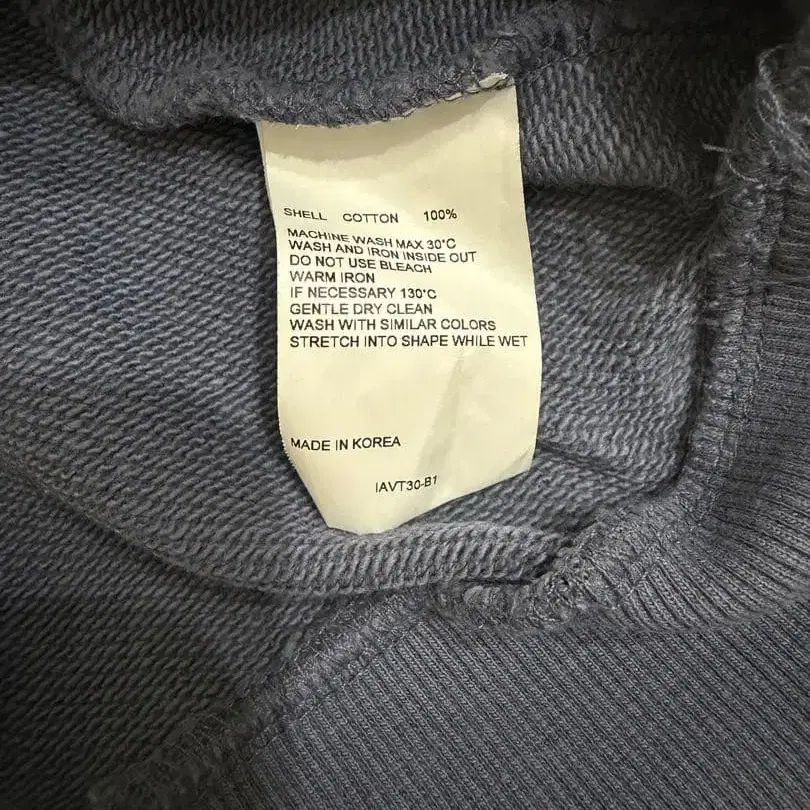 SHELL COTTON 100%
MACHINE WASH MAX 30°C
WASH AND IRON INSIDE OUT
DO NOT USE BLEACH
WARM IRON
IF NECESSARY 130°C
GENTLE DRY CLEAN
WASH WITH SIMILAR COLORS
STRETCH INTO SHAPE WHILE WET
MADE IN KOREA
IAVT30-B1